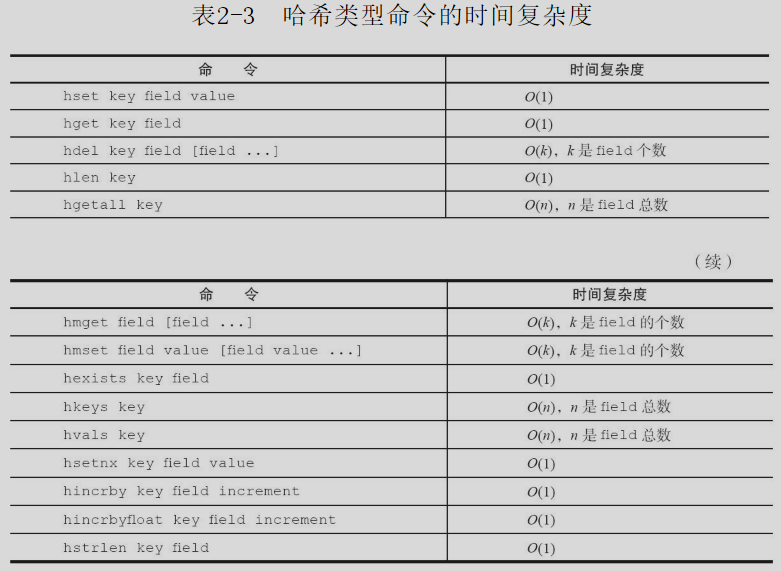 表2-3 哈希类型命令的时间复杂度
命 令 时间复杂度
hset key field value O(1)
hget key field O(1)
hdel key field [field ...] O(k)，k 是 field 个数
hlen key O(1)
hgetall key O(n)，n 是 field 总数
（续）
命 令 时间复杂度
hmget field [field ...] O(k)，k 是 field 的个数
hmset field value [field value ...] O(k)，k 是 field 的个数
hexists key field O(1)
hkeys key O(n)，n 是 field 总数
hvals key O(n)，n 是 field 总数
hsetnx key field value O(1)
hincrby key field increment O(1)
hincrbyfloat key field increment O(1)
hstrlen key field O(1)